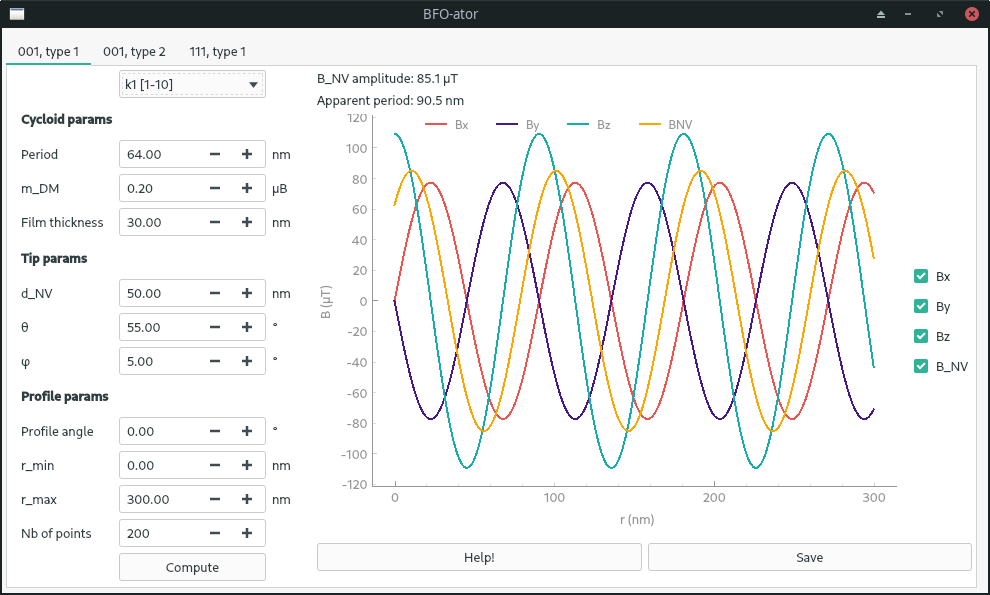 BFO-ator
001, type 1 001, type 2 111, type 1
k1 [1-10]
Cycloid params
Period 64.00 − + nm
m_DM 0.20 − + μB
Film thickness 30.00 − + nm
Tip params
d_NV 50.00 − + nm
θ 55.00 − + °
φ 5.00 − + °
Profile params
Profile angle 0.00 − + °
r_min 0.00 − + nm
r_max 300.00 − + nm
Nb of points 200 − +
Compute
B_NV amplitude: 85.1 μT
Apparent period: 90.5 nm
Bx By Bz BNV
120
100
80
60
40
20
0
-20
-40
-60
-80
-100
-120
B (μT)
0 100 200 300
r (nm)
Bx
By
Bz
B_NV
Help! Save